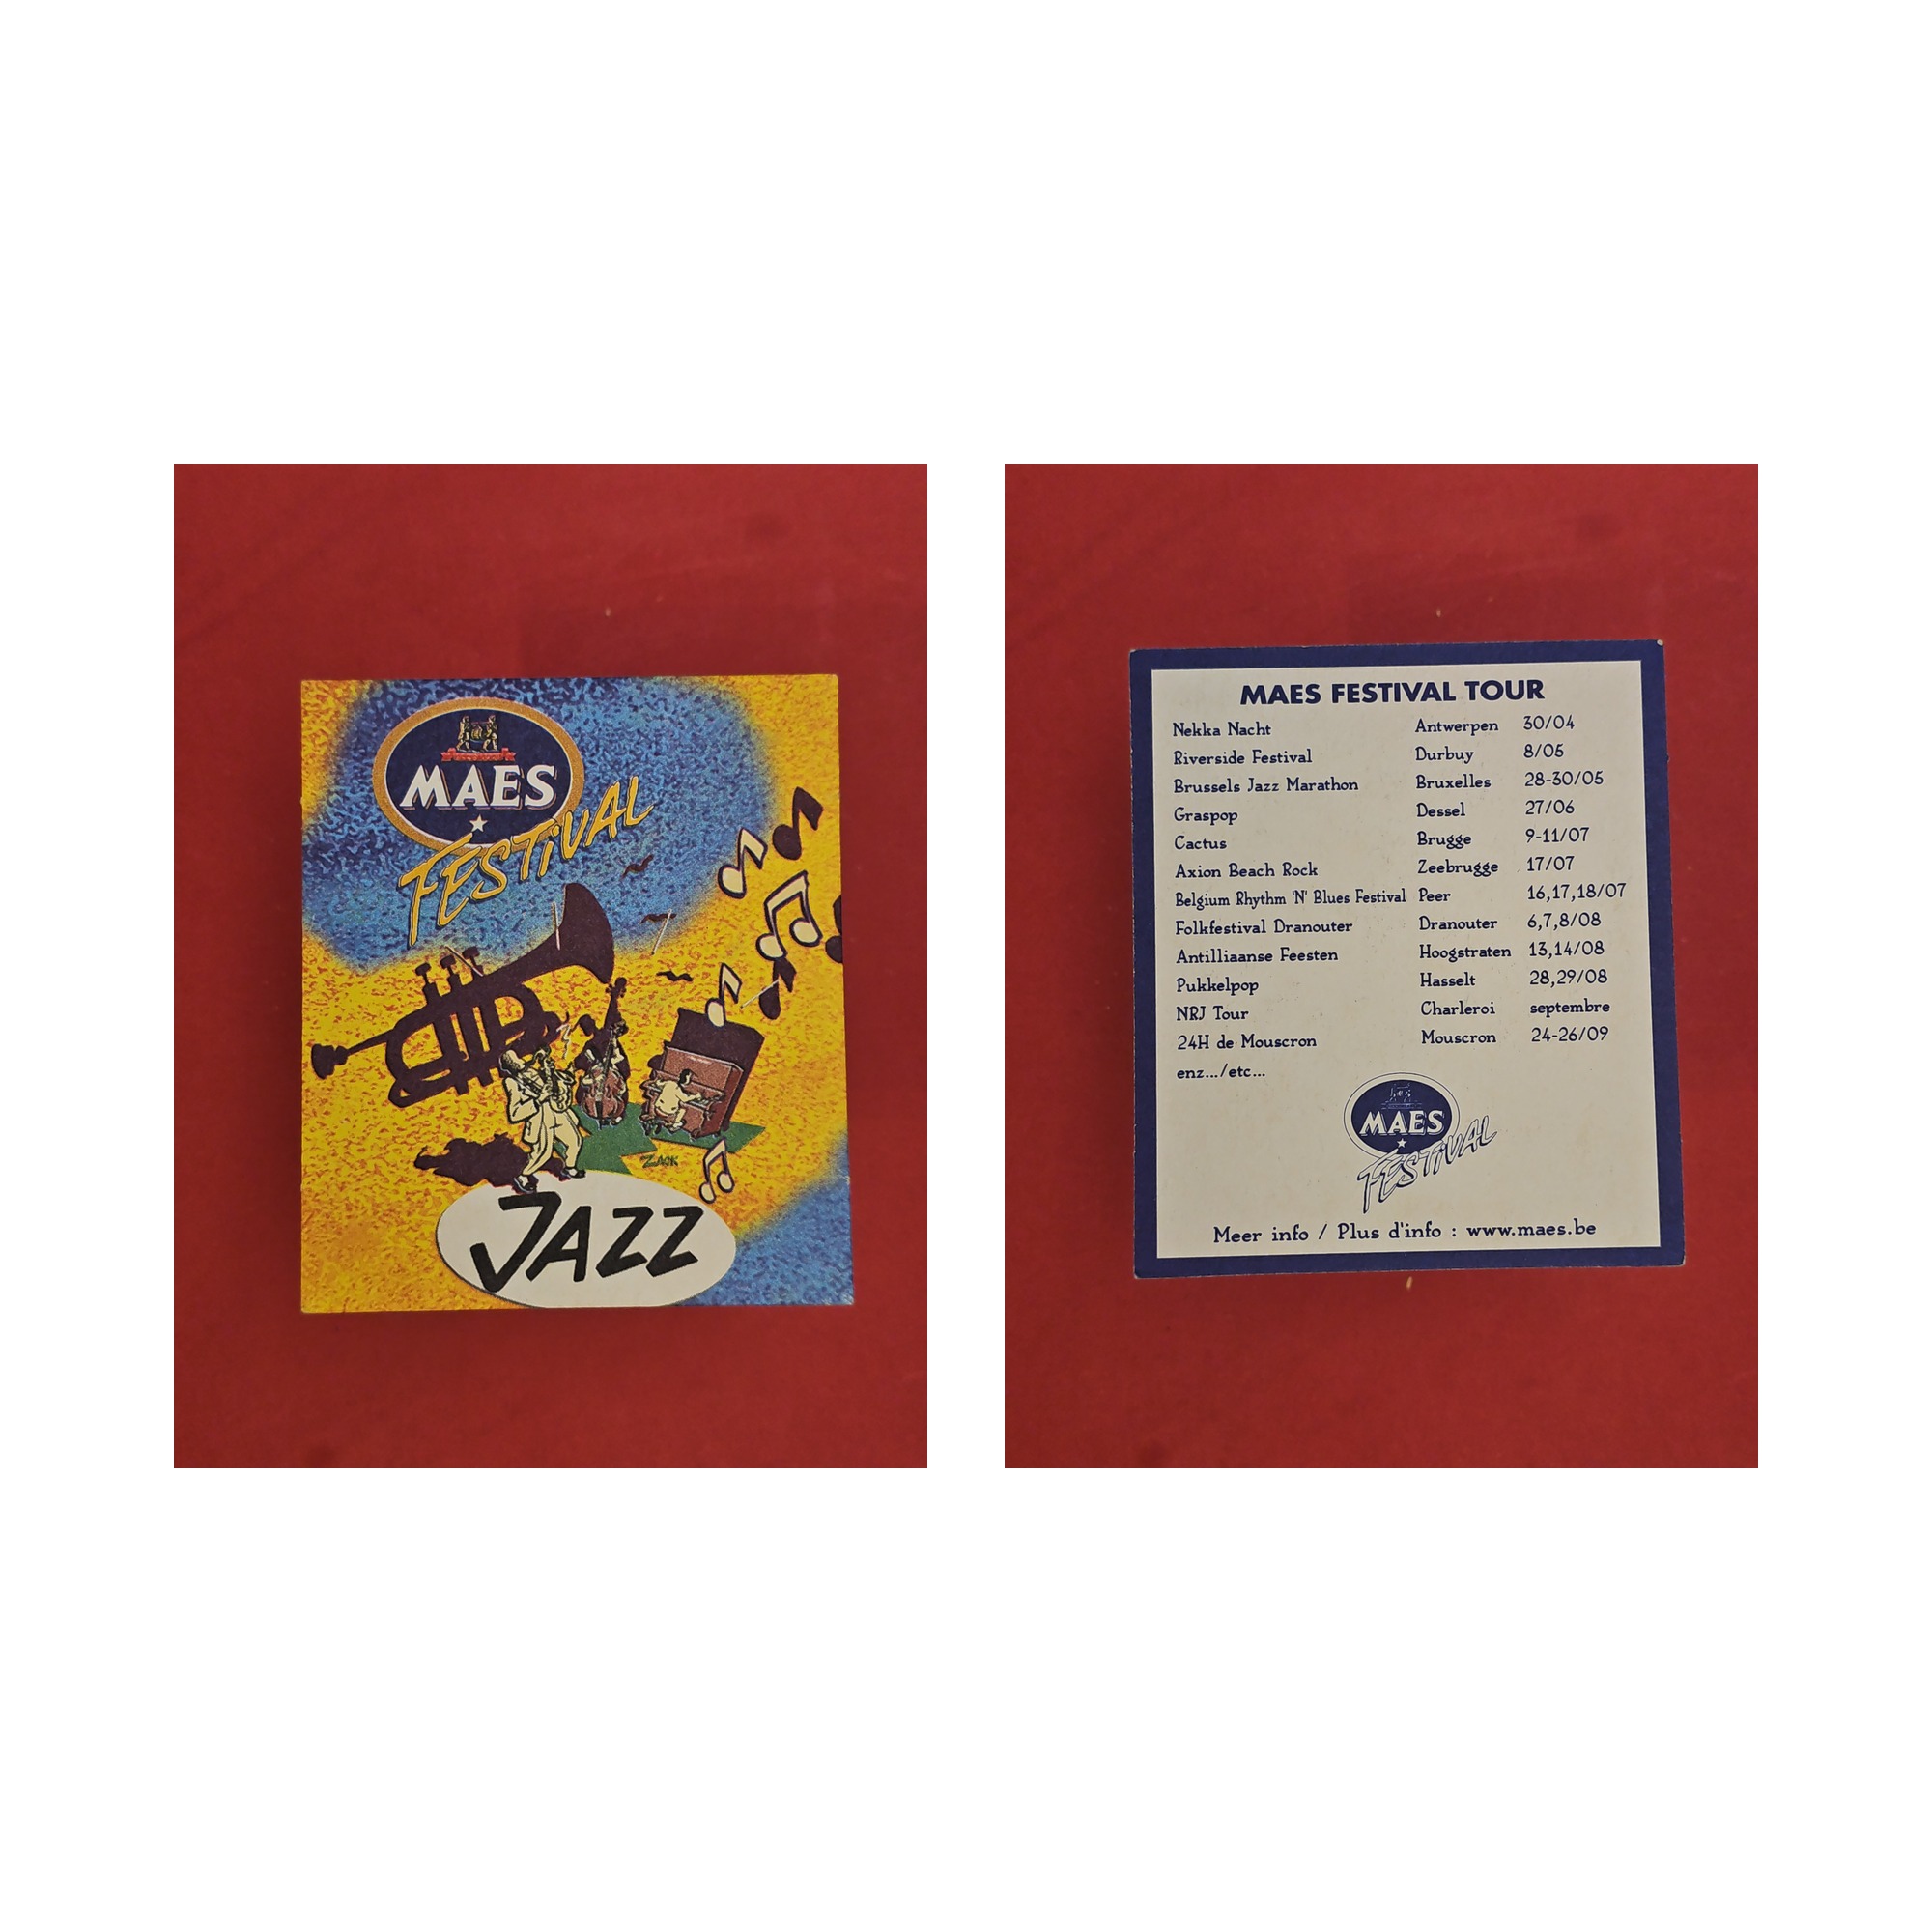 MAES
FESTiVAL
ZACK
JAZZ
MAES FESTIVAL TOUR
Nekka Nacht Antwerpen 30/04
Riverside Festival Durbuy 8/05
Brussels Jazz Marathon Bruxelles 28-30/05
Graspop Dessel 27/06
Cactus Brugge 9-11/07
Axion Beach Rock Zeebrugge 17/07
Belgium Rhythm 'N' Blues Festival Peer 16,17,18/07
Folkfestival Dranouter Dranouter 6,7,8/08
Antilliaanse Feesten Hoogstraten 13,14/08
Pukkelpop Hasselt 28,29/08
NRJ Tour Charleroi septembre
24H de Mouscron Mouscron 24-26/09
enz.../etc...
MAES
FESTiVAL
Meer info / Plus d'info : www.maes.be